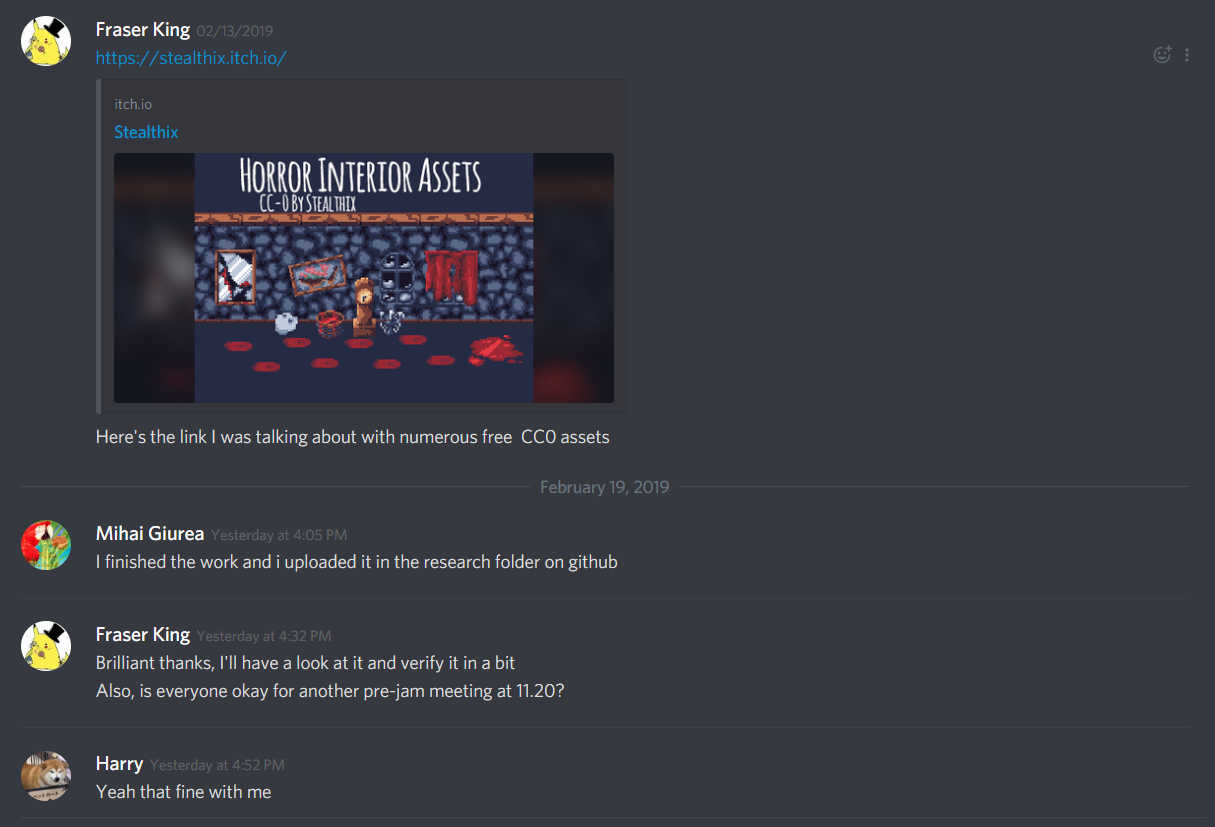 Fraser King 02/13/2019
https://stealthix.itch.io/
itch.io
Stealthix
HORROR INTERIOR ASSETS
CC-0 BY STEALTHIX
Here's the link I was talking about with numerous free CC0 assets
February 19, 2019
Mihai Giurea Yesterday at 4:05 PM
I finished the work and i uploaded it in the research folder on github
Fraser King Yesterday at 4:32 PM
Brilliant thanks, I'll have a look at it and verify it in a bit
Also, is everyone okay for another pre-jam meeting at 11.20?
Harry Yesterday at 4:52 PM
Yeah that fine with me